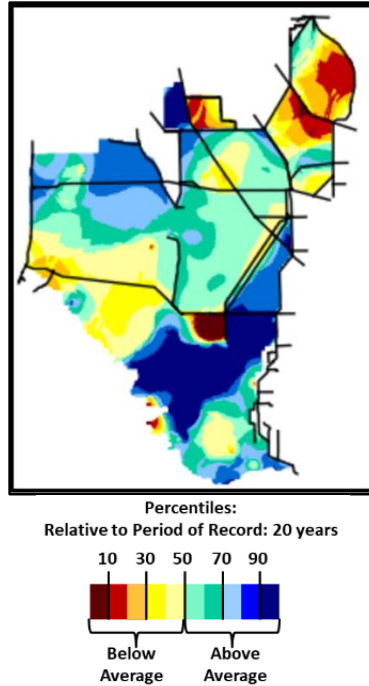 Percentiles:
Relative to Period of Record: 20 years
10 30 50 70 90
Below Above
Average Average